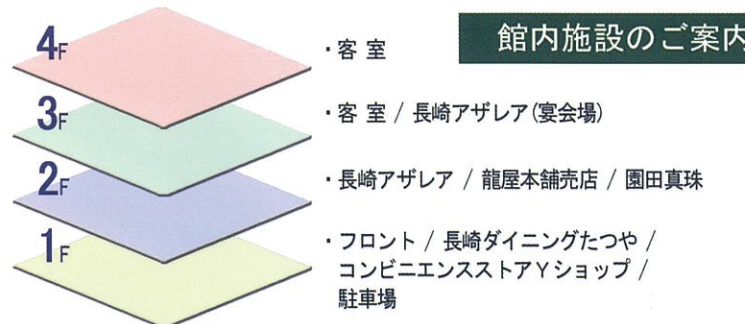 館内施設のご案内
4F
・客 室
3F
・客 室 / 長崎アザレア(宴会場)
2F
・長崎アザレア / 龍屋本舗売店 / 園田真珠
1F
・フロント / 長崎ダイニングたつや /
コンビニエンスストアYショップ /
駐車場